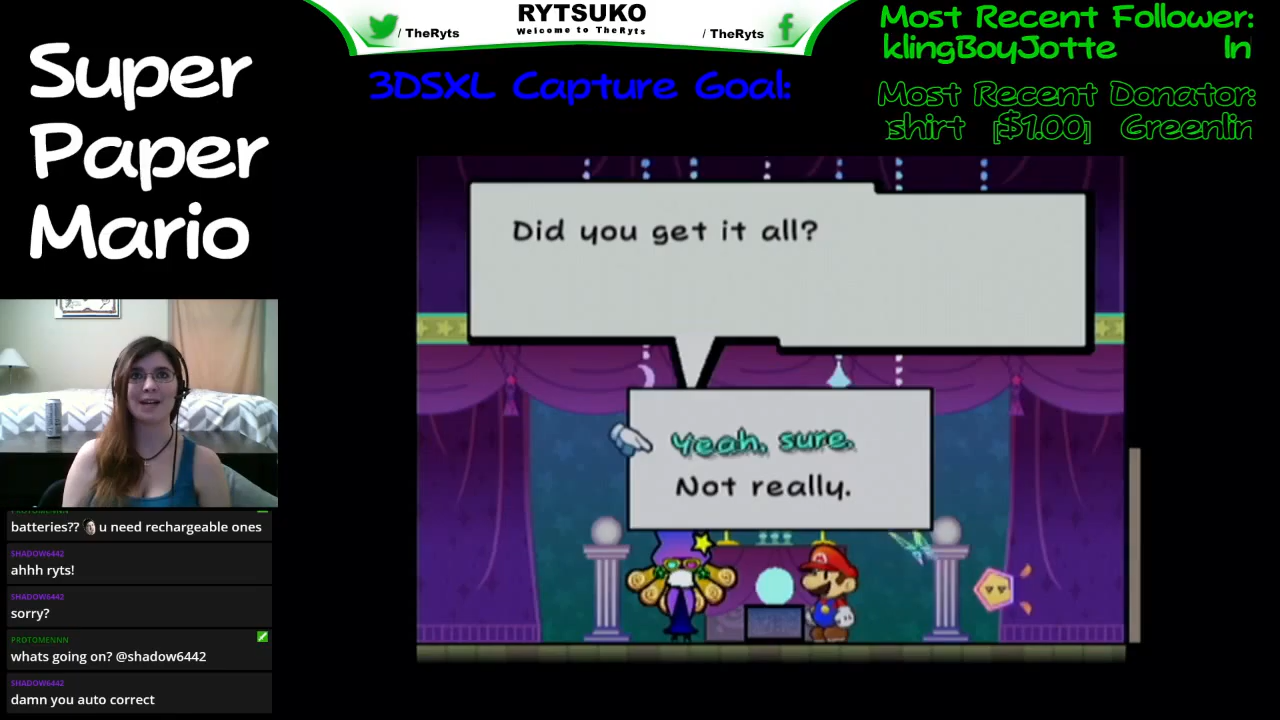 Super
Paper
Mario
RYTSUKO
Welcome to TheRyts
/ TheRyts
/ TheRyts
3DSXL Capture Goal:
Most Recent Follower:
klingBoyJotte In
Most Recent Donator:
shirt [$1.00] Greenlin
Did you get it all?
Yeah, sure.
Not really.
PROTOMENNN
batteries?? u need rechargeable ones
SHADOW6442
ahhh ryts!
SHADOW6442
sorry?
PROTOMENNN
whats going on? @shadow6442
SHADOW6442
damn you auto correct